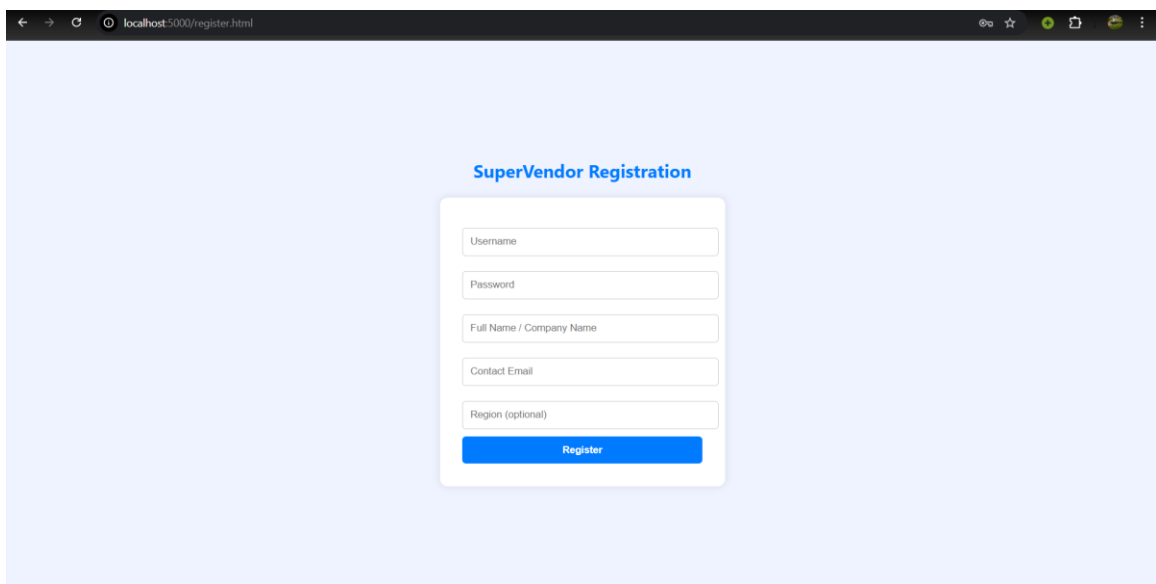 localhost:5000/register.html
SuperVendor Registration
Username
Password
Full Name / Company Name
Contact Email
Region (optional)
Register